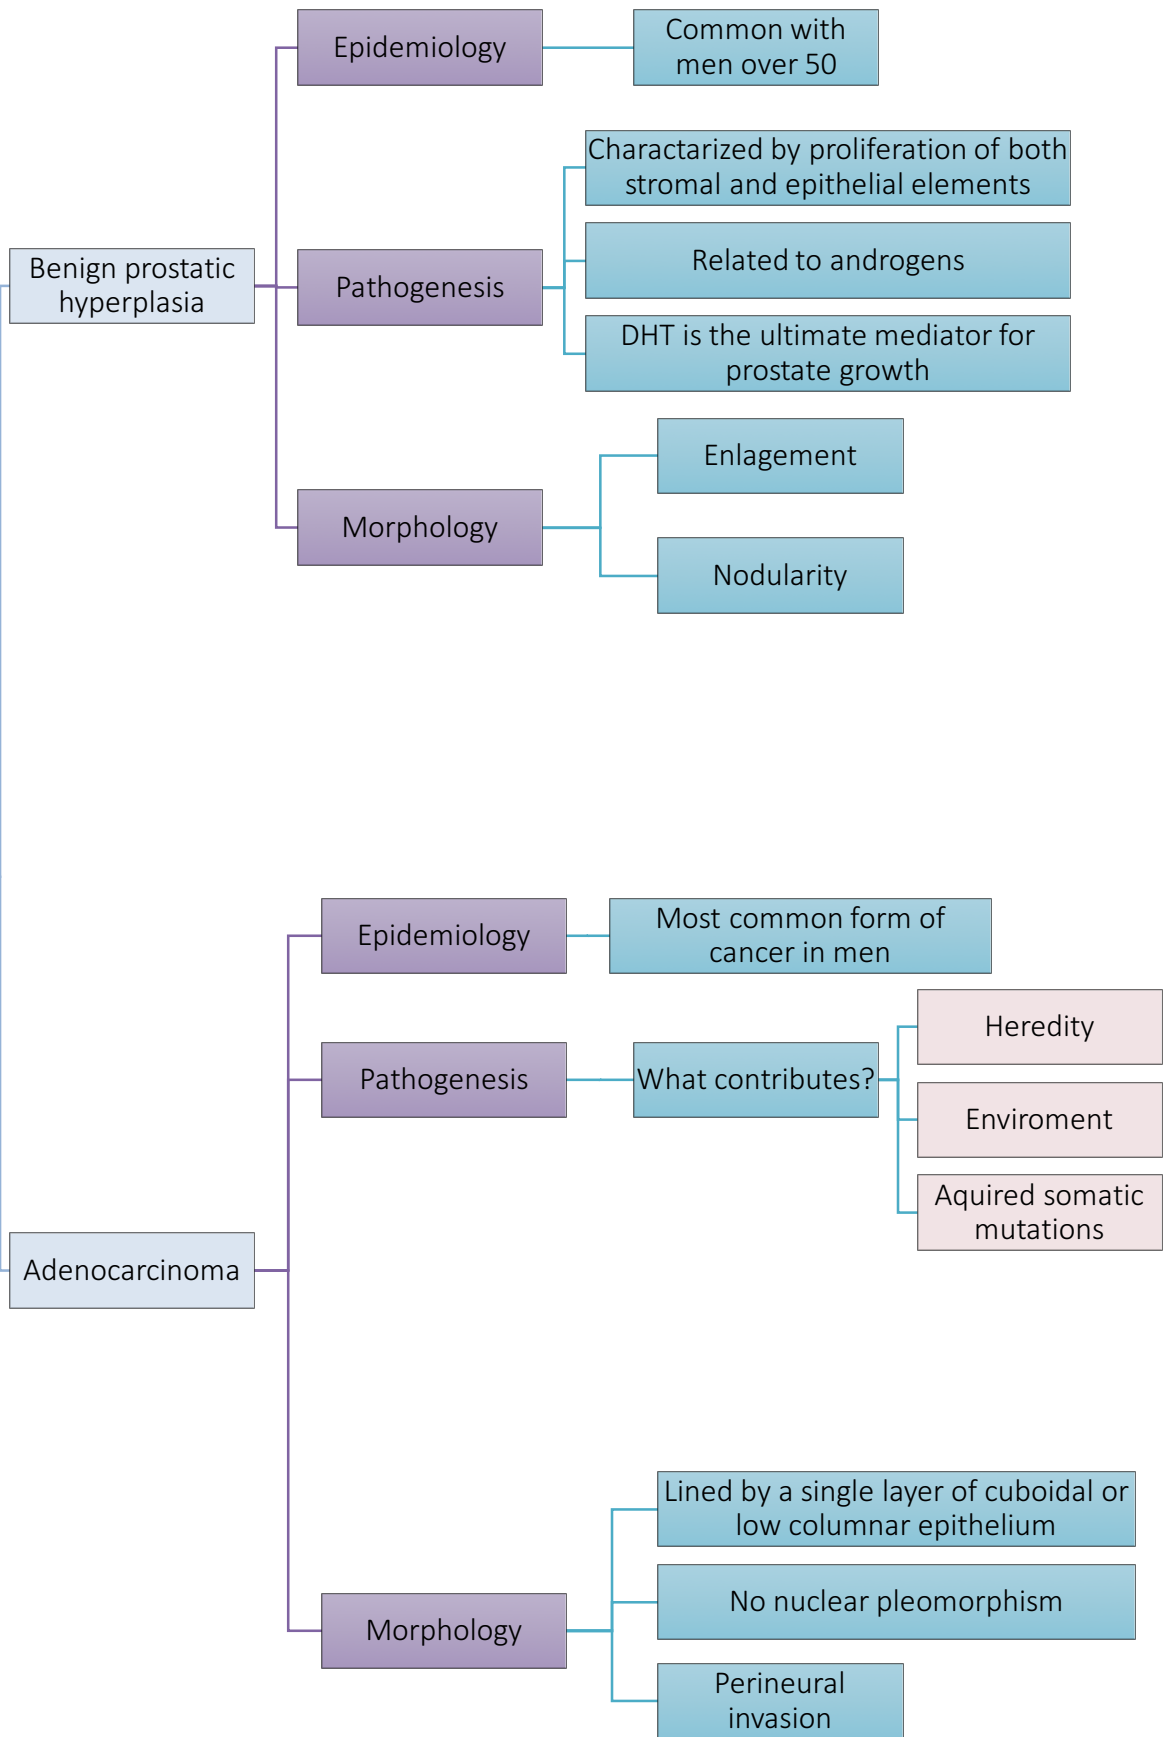 Benign prostatic
hyperplasia
Epidemiology
Common with
men over 50
Pathogenesis
Charactarized by proliferation of both
stromal and epithelial elements
Related to androgens
DHT is the ultimate mediator for
prostate growth
Morphology
Enlagement
Nodularity
Adenocarcinoma
Epidemiology
Most common form of
cancer in men
Pathogenesis
What contributes?
Heredity
Enviroment
Aquired somatic
mutations
Morphology
Lined by a single layer of cuboidal or
low columnar epithelium
No nuclear pleomorphism
Perineural
invasion